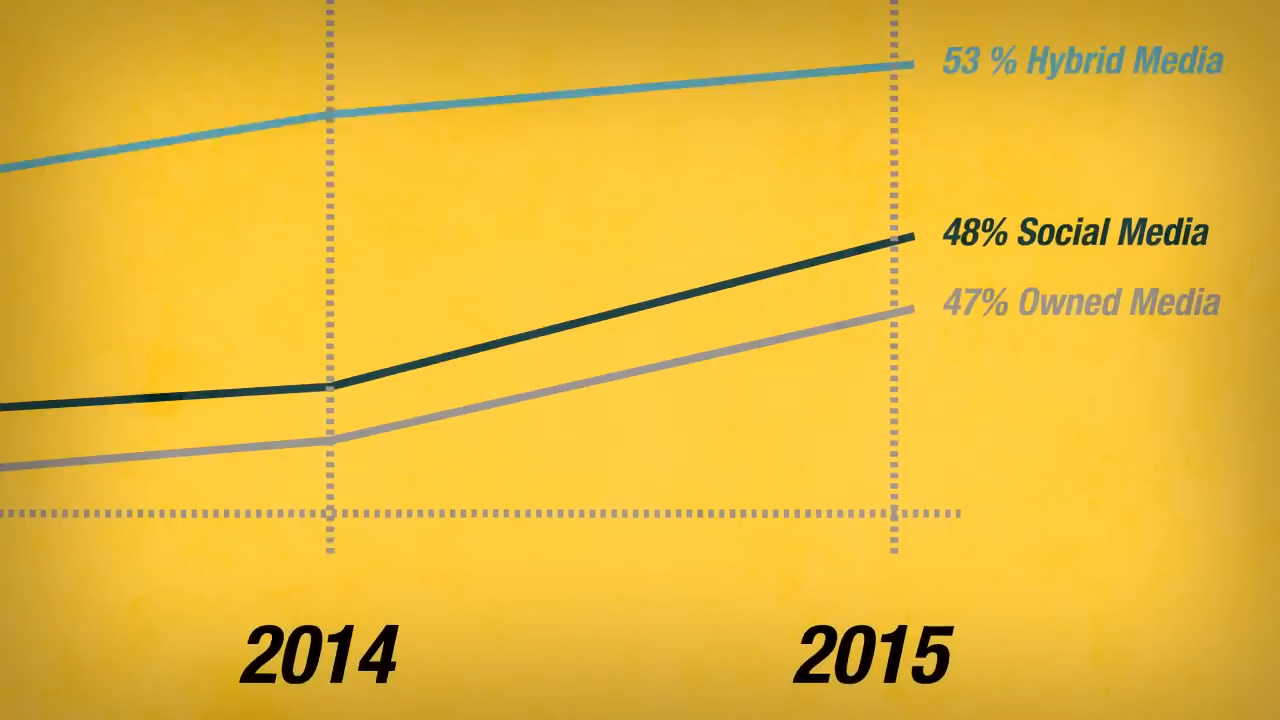 53 % Hybrid Media
48% Social Media
47% Owned Media
2014
2015